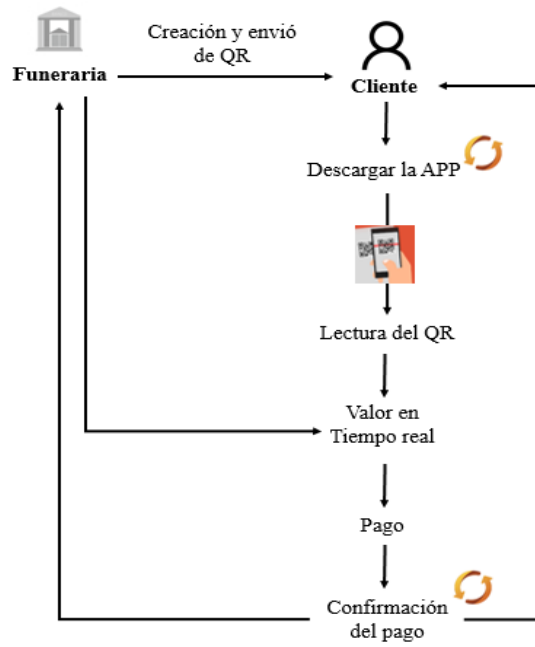 Creación y envió
de QR
Funeraria
Cliente
Descargar la APP
Lectura del QR
Valor en
Tiempo real
Pago
Confirmación
del pago